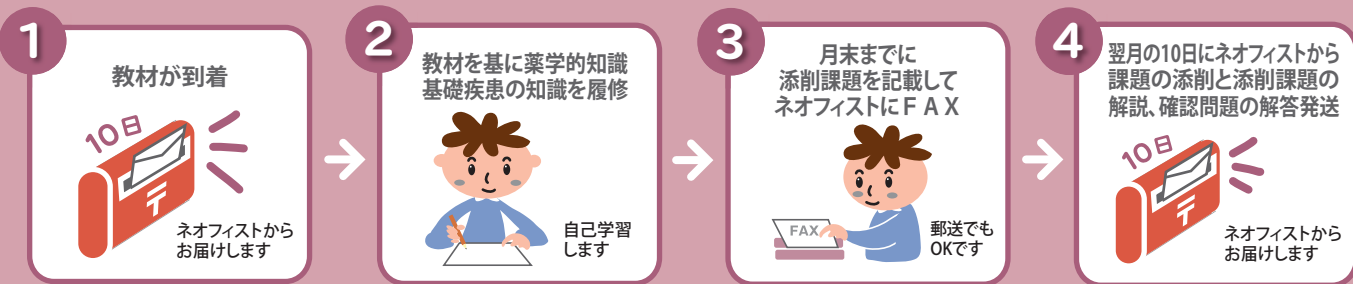 1
教材が到着
10日
〒
ネオフィストから
お届けします
2
教材を基に薬学的知識
基礎疾患の知識を履修
自己学習
します
3
月末までに
添削課題を記載して
ネオフィストにＦＡＸ
FAX
郵送でも
OKです
4
翌月の10日にネオフィストから
課題の添削と添削課題の
解説、確認問題の解答発送
10日
〒
ネオフィストから
お届けします